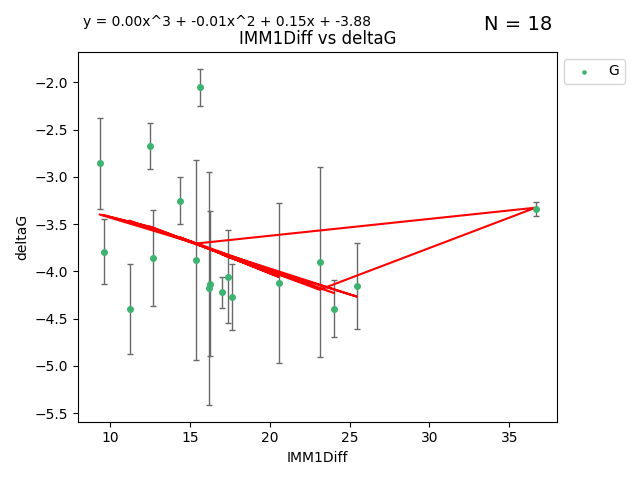 y = 0.00x^3 + -0.01x^2 + 0.15x + -3.88
N = 18
IMM1Diff vs deltaG
G
−2.0
−2.5
−3.0
−3.5
−4.0
−4.5
−5.0
−5.5
deltaG
10 15 20 25 30 35
IMM1Diff